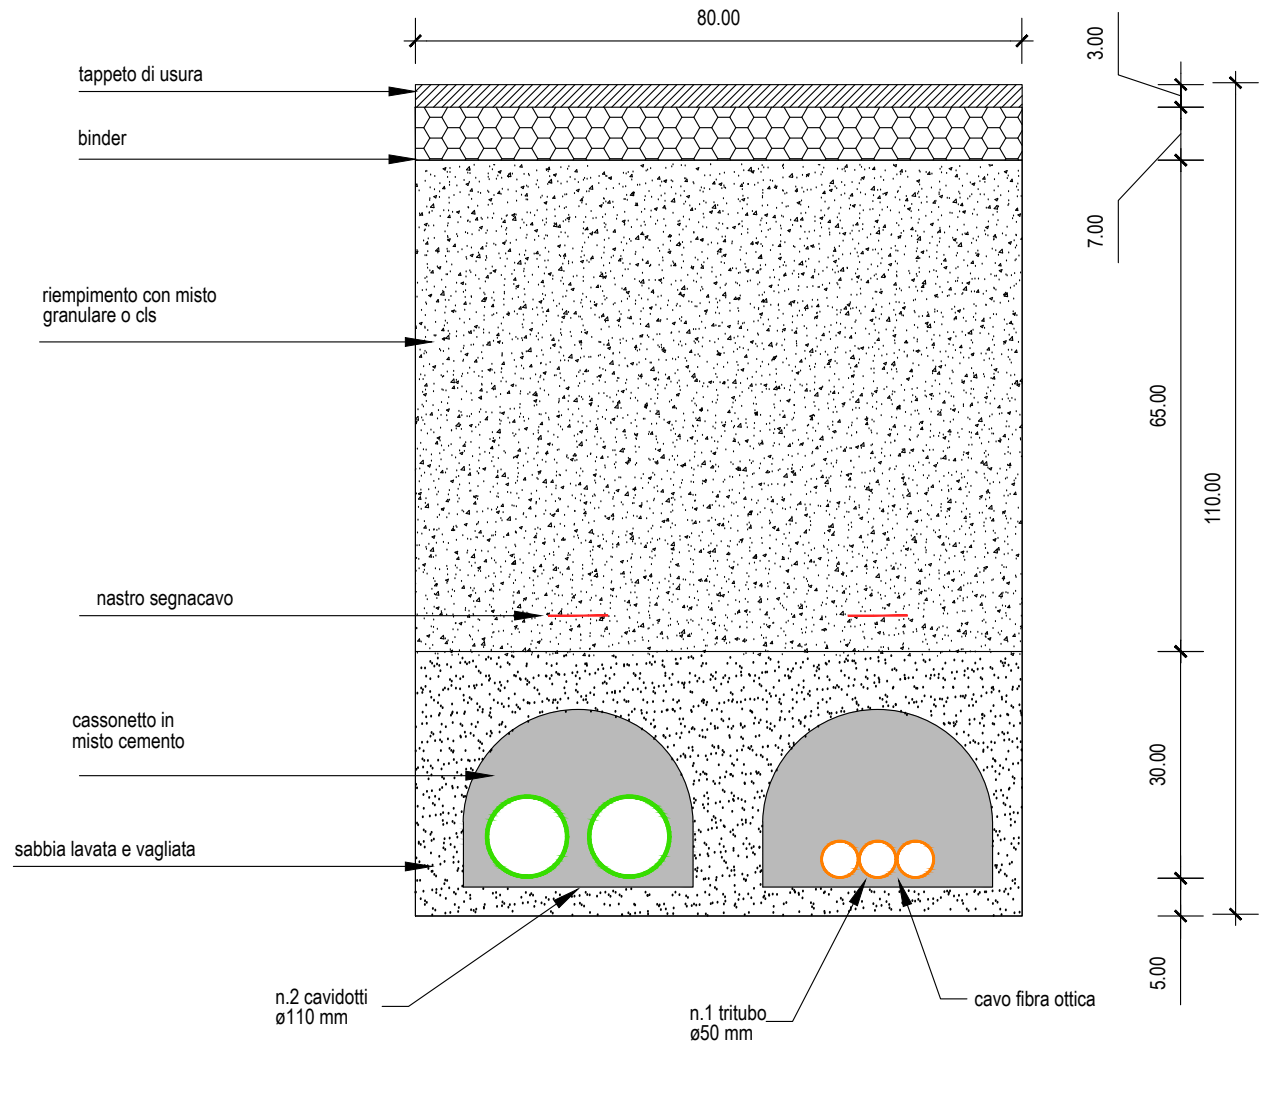 80.00
3.00
tappeto di usura
binder
7.00
riempimento con misto
granulare o cls
65.00
110.00
nastro segnacavo
cassonetto in
misto cemento
30.00
sabbia lavata e vagliata
5.00
n.2 cavidotti
ø110 mm
n.1 tritubo
ø50 mm
cavo fibra ottica